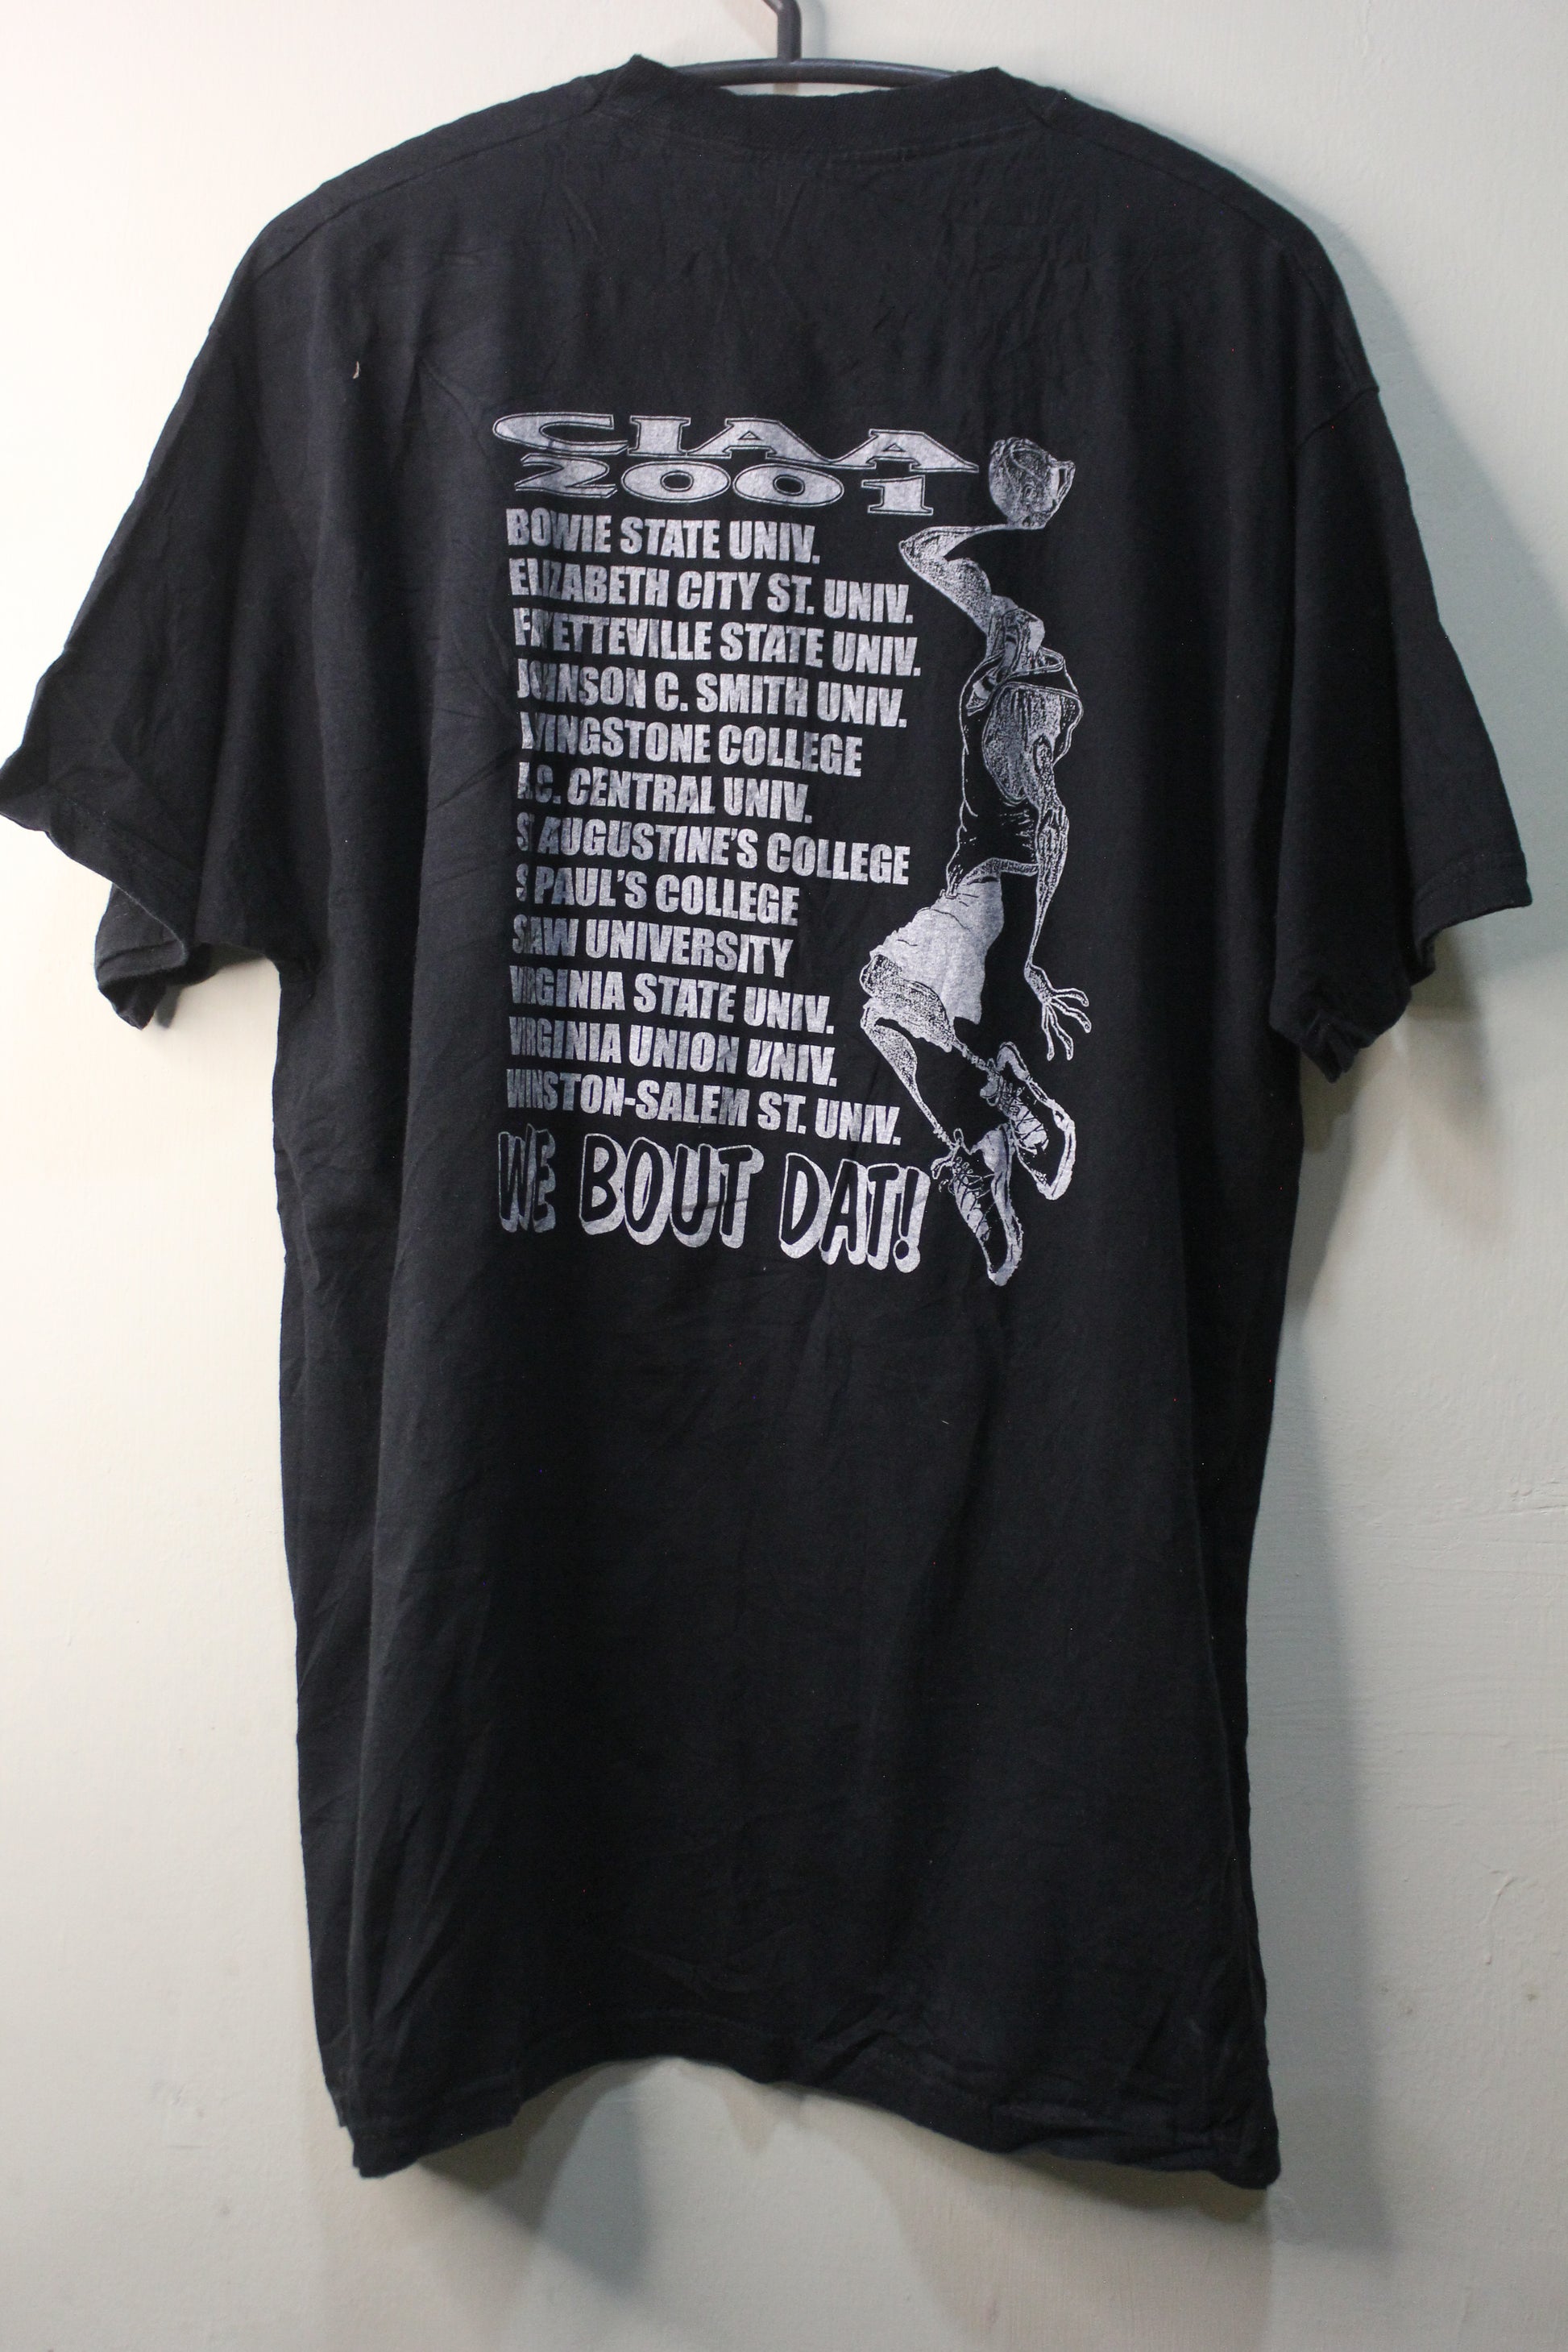 CIAA
2001
BOWIE STATE UNIV.
ELIZABETH CITY ST. UNIV.
FAYETTEVILLE STATE UNIV.
JOHNSON C. SMITH UNIV.
LIVINGSTONE COLLEGE
N.C. CENTRAL UNIV.
ST. AUGUSTINE'S COLLEGE
ST. PAUL'S COLLEGE
SHAW UNIVERSITY
VIRGINIA STATE UNIV.
VIRGINIA UNION UNIV.
WINSTON-SALEM ST. UNIV.
WE BOUT DAT!